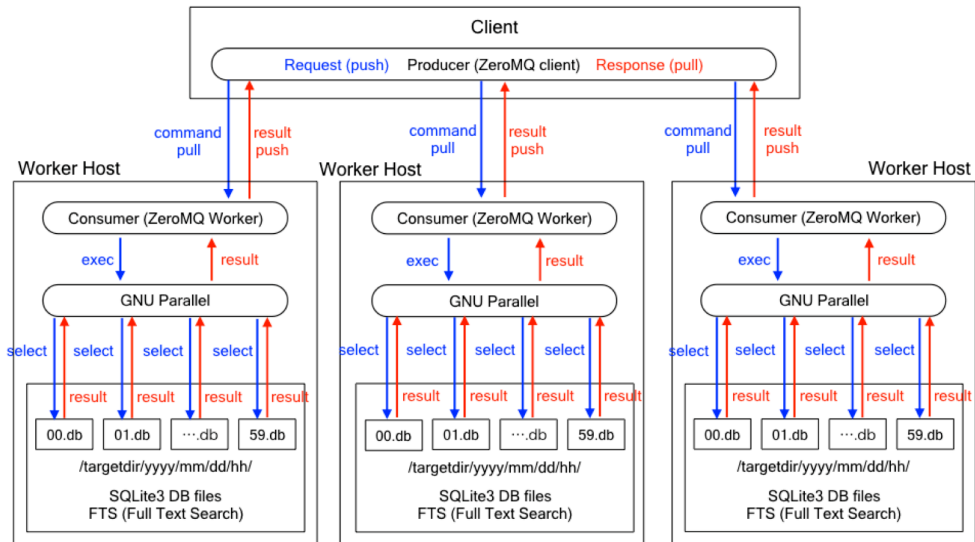 Client
Request (push) Producer (ZeroMQ client) Response (pull)
command pull
result push
command pull
result push
command pull
result push
Worker Host
Worker Host
Worker Host
Consumer (ZeroMQ Worker)
Consumer (ZeroMQ Worker)
Consumer (ZeroMQ Worker)
exec
result
exec
result
exec
result
GNU Parallel
GNU Parallel
GNU Parallel
select select select select
select select select select
select select select select
result result result result
result result result result
result result result result
00.db 01.db ….db 59.db
00.db 01.db ….db 59.db
00.db 01.db ….db 59.db
/targetdir/yyyy/mm/dd/hh/
/targetdir/yyyy/mm/dd/hh/
/targetdir/yyyy/mm/dd/hh/
SQLite3 DB files
FTS (Full Text Search)
SQLite3 DB files
FTS (Full Text Search)
SQLite3 DB files
FTS (Full Text Search)